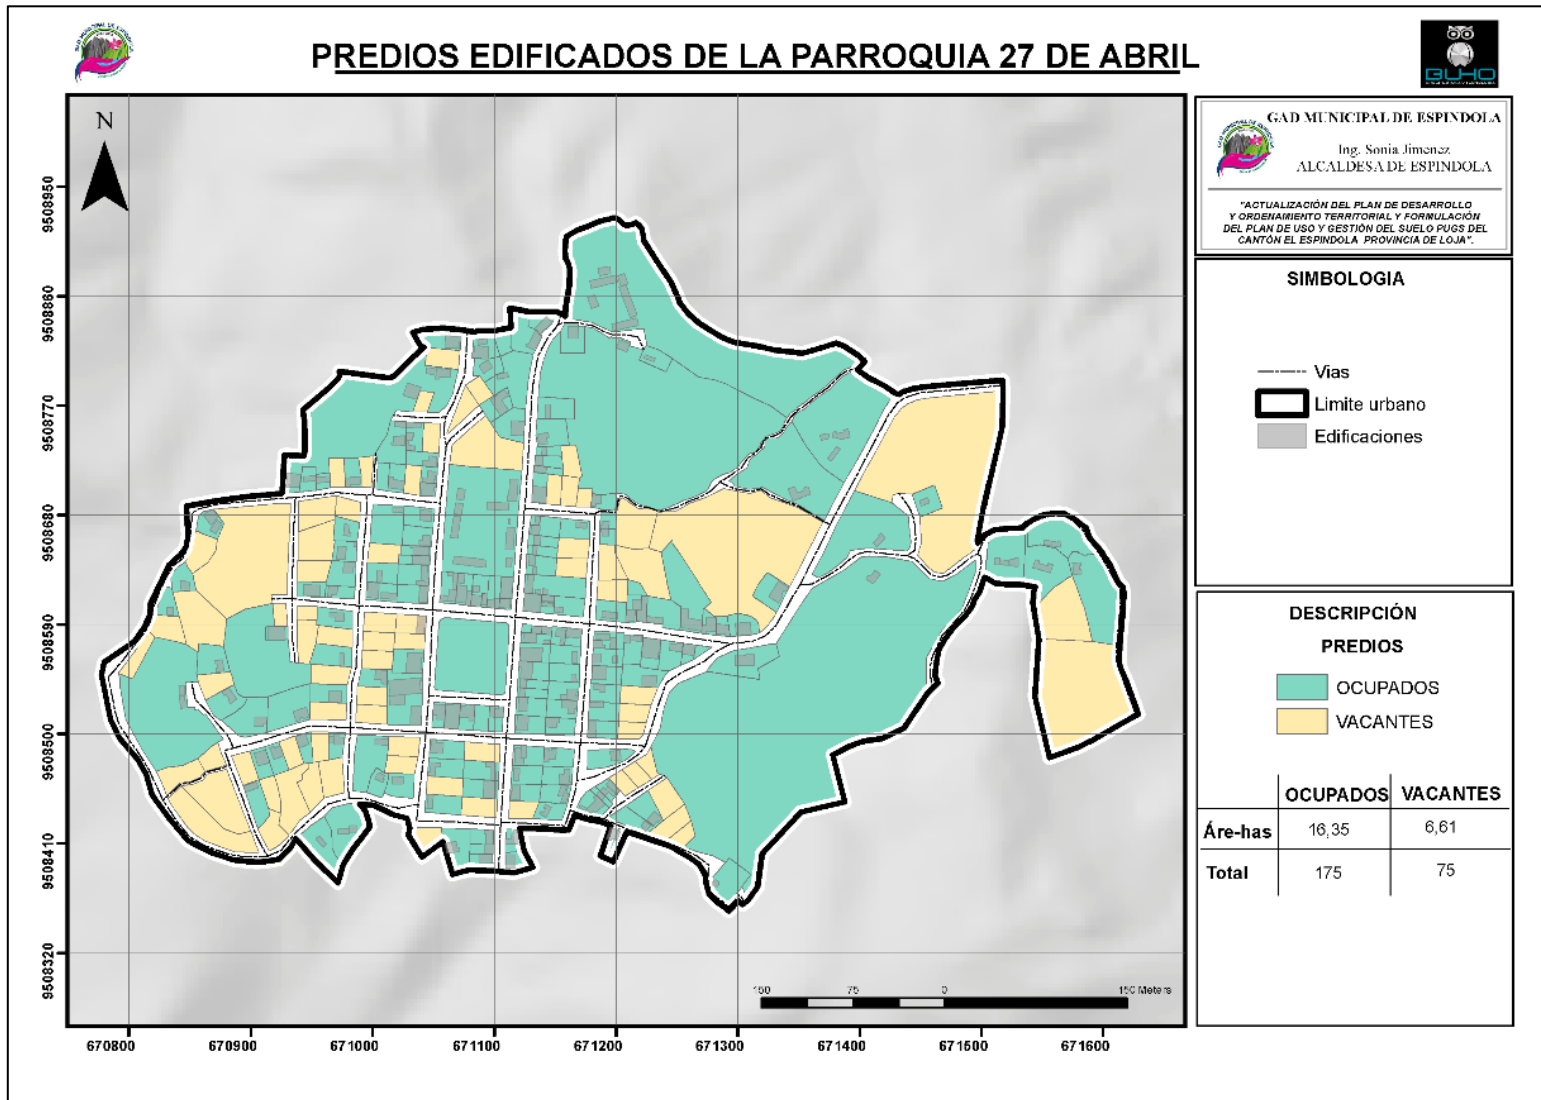 PREDIOS EDIFICADOS DE LA PARROQUIA 27 DE ABRIL
BUHO
GAD MUNICIPAL DE ESPINDOLA
Ing. Sonia Jimenez
ALCALDESA DE ESPINDOLA
"ACTUALIZACIÓN DEL PLAN DE DESARROLLO
Y ORDENAMIENTO TERRITORIAL Y FORMULACIÓN
DEL PLAN DE USO Y GESTIÓN DEL SUELO PUGS DEL
CANTÓN EL ESPINDOLA PROVINCIA DE LOJA".
SIMBOLOGIA
Vias
Limite urbano
Edificaciones
DESCRIPCIÓN
PREDIOS
OCUPADOS
VACANTES
OCUPADOS VACANTES
Áre-has 16,35 6,61
Total 175 75
N
9508950
9508860
9508770
9508680
9508590
9508500
9508410
9508320
150 75 0 150 Meters
670800 670900 671000 671100 671200 671300 671400 671500 671600